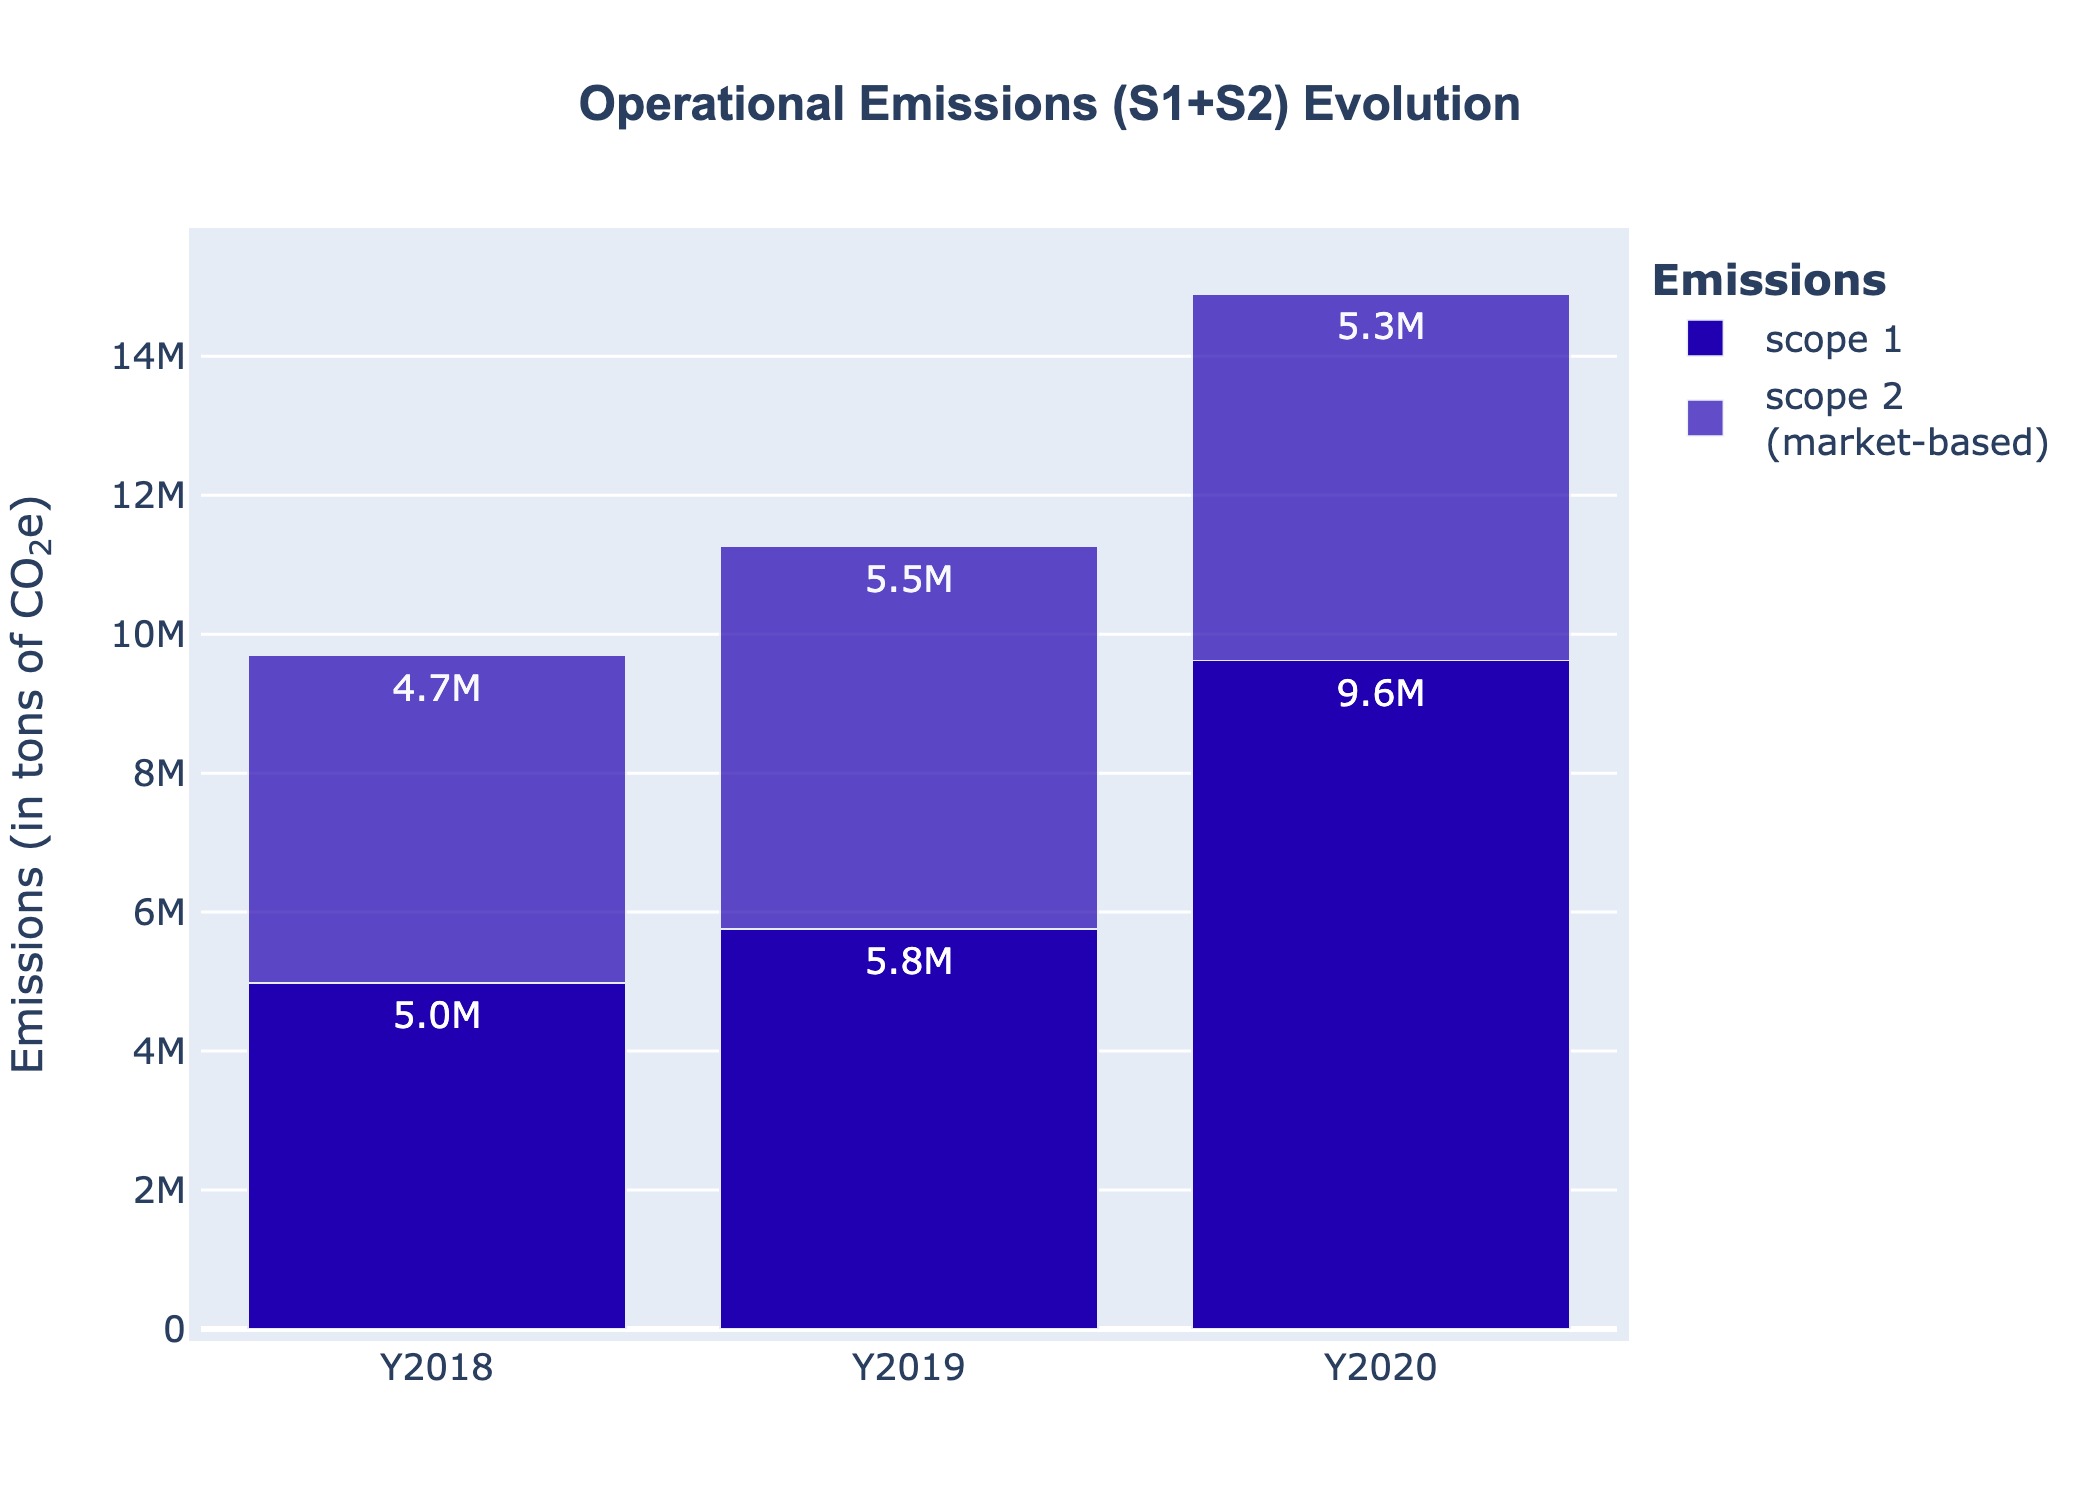 Operational Emissions (S1+S2) Evolution
Emissions
scope 1
scope 2
(market-based)
Emissions (in tons of CO₂e)
14M
12M
10M
8M
6M
4M
2M
0
4.7M
5.0M
5.5M
5.8M
5.3M
9.6M
Y2018
Y2019
Y2020